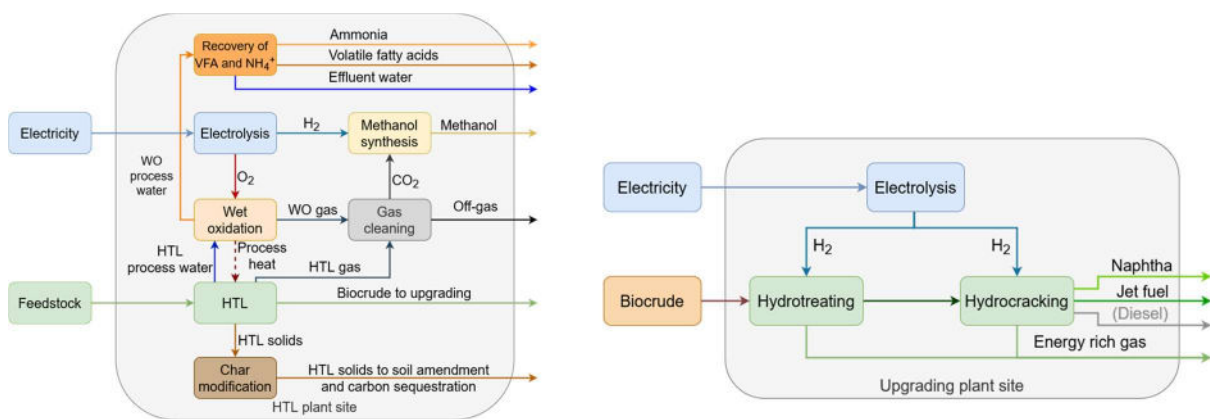 Recovery of
VFA and NH₄⁺
Ammonia
Volatile fatty acids
Effluent water
Electricity
Electrolysis
H₂
Methanol
synthesis
Methanol
WO
process
water
O₂
CO₂
Wet
oxidation
WO gas
Gas
cleaning
Off-gas
HTL
process water
Process
heat
HTL gas
Feedstock
HTL
Biocrude to upgrading
HTL solids
Char
modification
HTL solids to soil amendment
and carbon sequestration
HTL plant site
Electricity
Electrolysis
H₂
H₂
Biocrude
Hydrotreating
Hydrocracking
Naphtha
Jet fuel
(Diesel)
Energy rich gas
Upgrading plant site